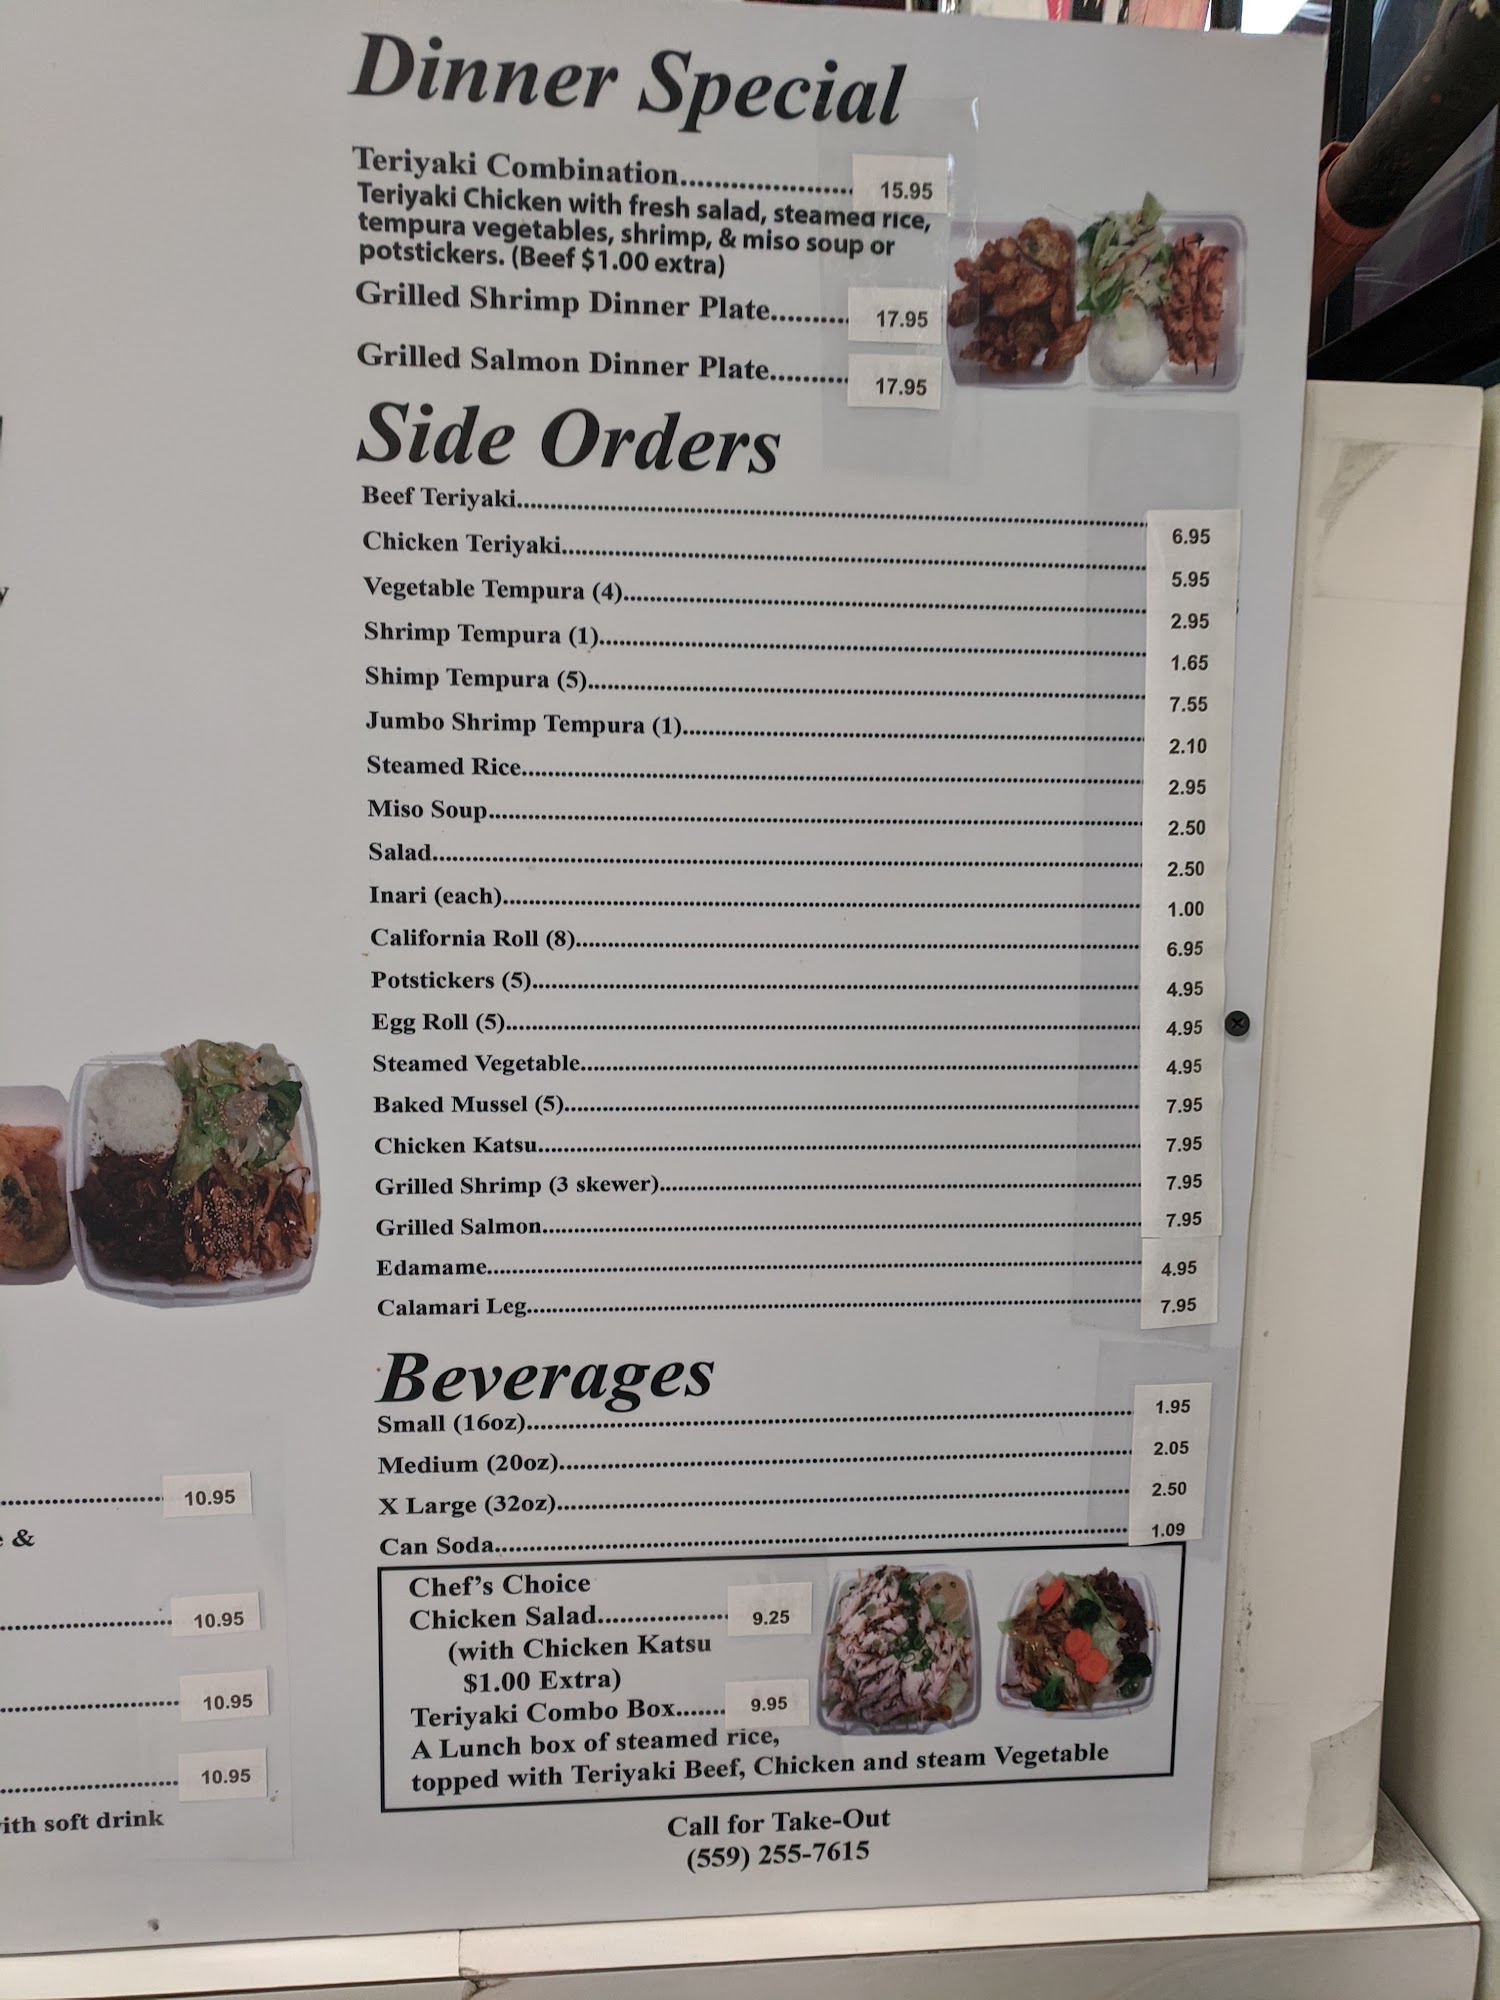 Dinner Special
Teriyaki Combination.................... 15.95
Teriyaki Chicken with fresh salad, steamed rice,
tempura vegetables, shrimp, & miso soup or
potstickers. (Beef $1.00 extra)
Grilled Shrimp Dinner Plate......... 17.95
Grilled Salmon Dinner Plate......... 17.95
Side Orders
Beef Teriyaki.................... 6.95
Chicken Teriyaki.................... 5.95
Vegetable Tempura (4).................... 2.95
Shrimp Tempura (1).................... 1.65
Shimp Tempura (5).................... 7.55
Jumbo Shrimp Tempura (1).................... 2.10
Steamed Rice.................... 2.95
Miso Soup.................... 2.50
Salad.................... 2.50
Inari (each).................... 1.00
California Roll (8).................... 6.95
Potstickers (5).................... 4.95
Egg Roll (5).................... 4.95
Steamed Vegetable.................... 4.95
Baked Mussel (5).................... 7.95
Chicken Katsu.................... 7.95
Grilled Shrimp (3 skewer).................... 7.95
Grilled Salmon.................... 7.95
Edamame.................... 4.95
Calamari Leg.................... 7.95
Beverages
Small (16oz).................... 1.95
Medium (20oz).................... 2.05
X Large (32oz).................... 2.50
Can Soda.................... 1.09
Chef's Choice
Chicken Salad.................... 9.25
(with Chicken Katsu
$1.00 Extra)
Teriyaki Combo Box....... 9.95
A Lunch box of steamed rice,
topped with Teriyaki Beef, Chicken and steam Vegetable
Call for Take-Out
(559) 255-7615
.................... 10.95
&
.................... 10.95
.................... 10.95
.................... 10.95
soft drink